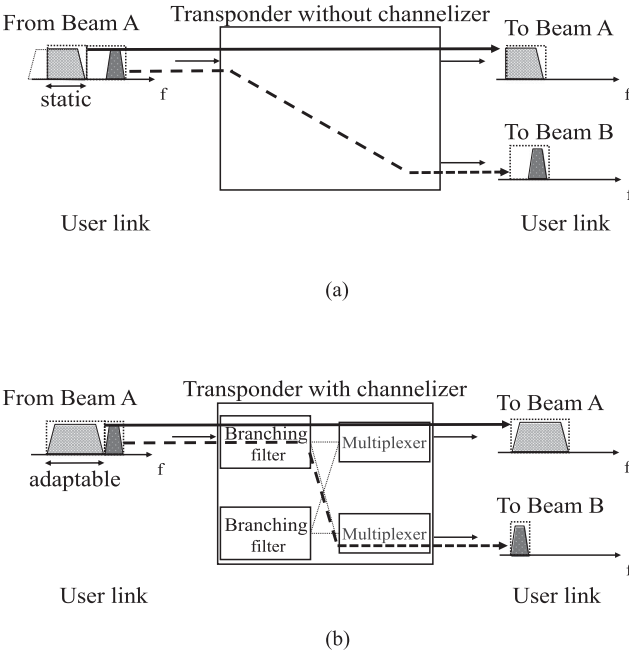 Transponder without channelizer
From Beam A
To Beam A
static
f
f
To Beam B
f
User link
User link
(a)
Transponder with channelizer
From Beam A
To Beam A
Branching
filter
Multiplexer
adaptable
f
f
To Beam B
Branching
filter
Multiplexer
f
User link
User link
(b)